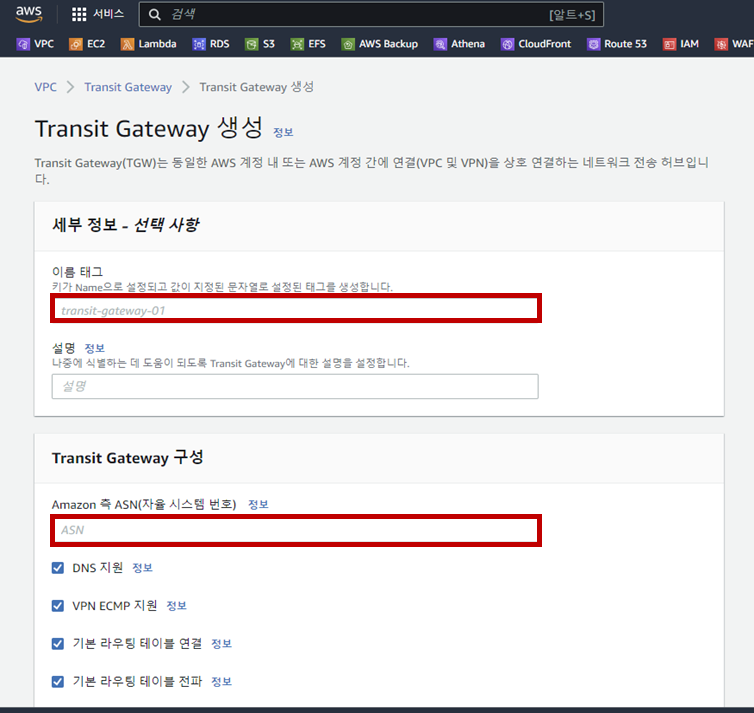 aws 서비스 검색 [알트+S]
VPC EC2 Lambda RDS S3 EFS AWS Backup Athena CloudFront Route 53 IAM WAF
VPC > Transit Gateway > Transit Gateway 생성
Transit Gateway 생성 정보
Transit Gateway(TGW)는 동일한 AWS 계정 내 또는 AWS 계정 간에 연결(VPC 및 VPN)을 상호 연결하는 네트워크 전송 허브입니
다.
세부 정보 - 선택 사항
이름 태그
키가 Name으로 설정되고 값이 지정된 문자열로 설정된 태그를 생성합니다.
transit-gateway-01
설명 정보
나중에 식별하는 데 도움이 되도록 Transit Gateway에 대한 설명을 설정합니다.
설명
Transit Gateway 구성
Amazon 측 ASN(자율 시스템 번호) 정보
ASN
DNS 지원 정보
VPN ECMP 지원 정보
기본 라우팅 테이블 연결 정보
기본 라우팅 테이블 전파 정보